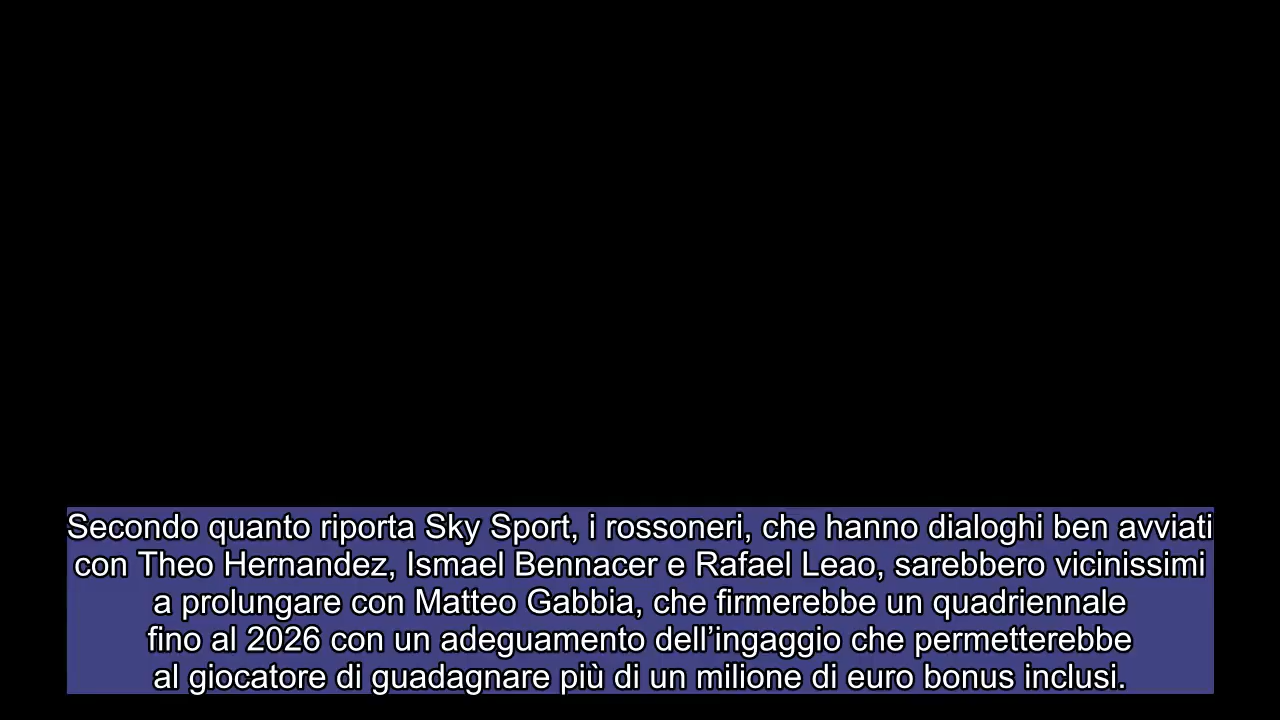 Secondo quanto riporta Sky Sport, i rossoneri, che hanno dialoghi ben avviati
con Theo Hernandez, Ismael Bennacer e Rafael Leao, sarebbero vicinissimi
a prolungare con Matteo Gabbia, che firmerebbe un quadriennale
fino al 2026 con un adeguamento dell’ingaggio che permetterebbe
al giocatore di guadagnare più di un milione di euro bonus inclusi.